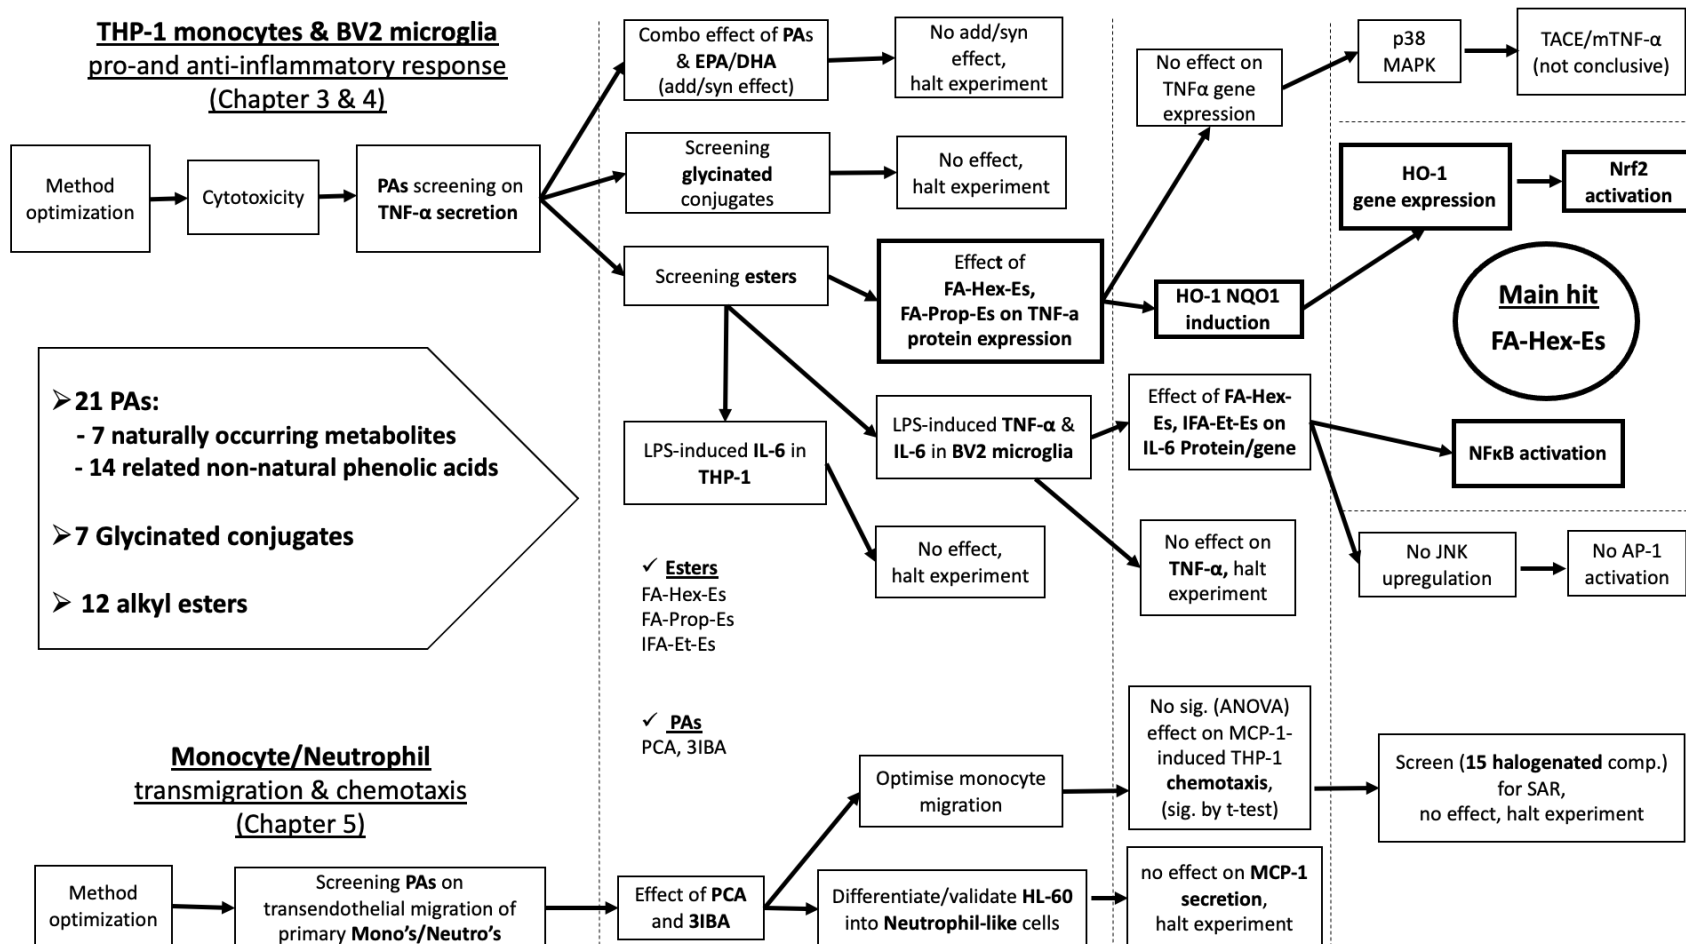 THP-1 monocytes & BV2 microglia
pro-and anti-inflammatory response
(Chapter 3 & 4)
Method
optimization
Cytotoxicity
PAs screening on
TNF-α secretion
Combo effect of PAs
& EPA/DHA
(add/syn effect)
No add/syn
effect,
halt experiment
Screening
glycinated
conjugates
No effect,
halt experiment
Screening esters
Effect of
FA-Hex-Es,
FA-Prop-Es on TNF-a
protein expression
No effect on
TNFα gene
expression
p38
MAPK
TACE/mTNF-α
(not conclusive)
HO-1 NQO1
induction
HO-1
gene expression
Nrf2
activation
Main hit
FA-Hex-Es
➢21 PAs:
- 7 naturally occurring metabolites
- 14 related non-natural phenolic acids
➢7 Glycinated conjugates
➢ 12 alkyl esters
LPS-induced IL-6 in
THP-1
LPS-induced TNF-α &
IL-6 in BV2 microglia
Effect of FA-Hex-
Es, IFA-Et-Es on
IL-6 Protein/gene
NFκB activation
No effect,
halt experiment
No effect on
TNF-α, halt
experiment
No JNK
upregulation
No AP-1
activation
✓ Esters
FA-Hex-Es
FA-Prop-Es
IFA-Et-Es
✓ PAs
PCA, 3IBA
Monocyte/Neutrophil
transmigration & chemotaxis
(Chapter 5)
Method
optimization
Screening PAs on
transendothelial migration of
primary Mono’s/Neutro’s
Effect of PCA
and 3IBA
Optimise monocyte
migration
No sig. (ANOVA)
effect on MCP-1-
induced THP-1
chemotaxis,
(sig. by t-test)
Screen (15 halogenated comp.)
for SAR,
no effect, halt experiment
Differentiate/validate HL-60
into Neutrophil-like cells
no effect on MCP-1
secretion,
halt experiment